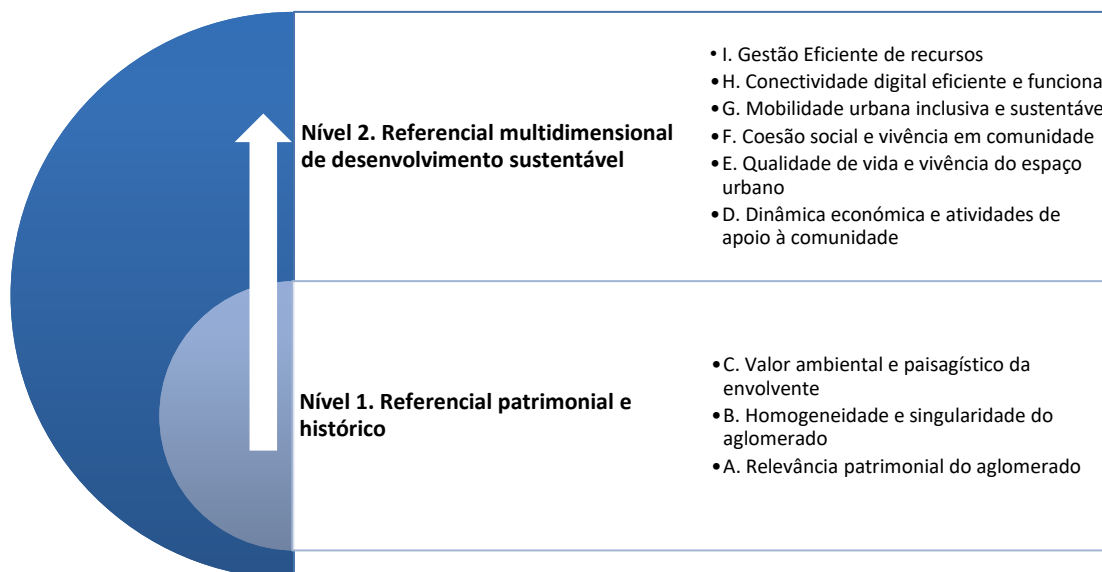 • I. Gestão Eficiente de recursos
• H. Conectividade digital eficiente e funciona
• G. Mobilidade urbana inclusiva e sustentáve
• F. Coesão social e vivência em comunidade
• E. Qualidade de vida e vivência do espaço
urbano
• D. Dinâmica económica e atividades de
apoio à comunidade
Nível 2. Referencial multidimensional
de desenvolvimento sustentável
• C. Valor ambiental e paisagístico da
envolvente
• B. Homogeneidade e singularidade do
aglomerado
• A. Relevância patrimonial do aglomerado
Nível 1. Referencial patrimonial e
histórico